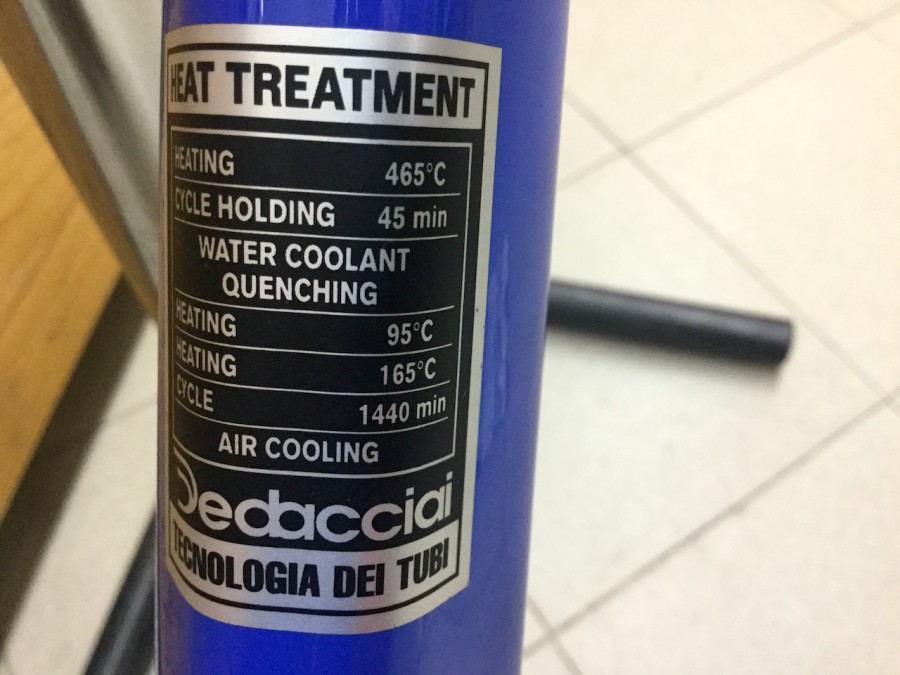 HEAT TREATMENT
HEATING 465°C
CYCLE HOLDING 45 min
WATER COOLANT
QUENCHING
HEATING 95°C
HEATING 165°C
CYCLE 1440 min
AIR COOLING
Dedacciai
TECNOLOGIA DEI TUBI